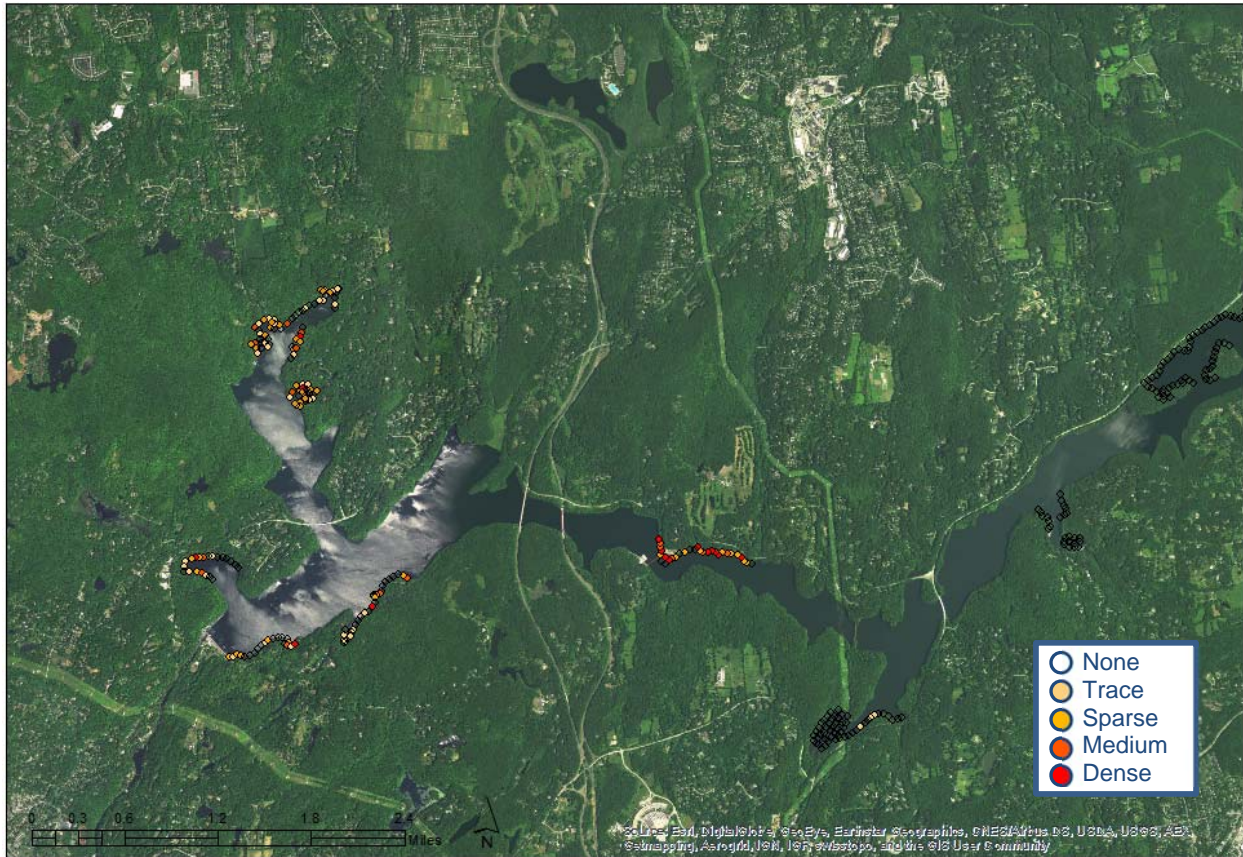 None
Trace
Sparse
Medium
Dense
0 0.3 0.6 1.2 1.8 2.4
Miles
N
Source: Esri, DigitalGlobe, GeoEye, Earthstar Geographics, CNES/Airbus DS, USDA, USGS, AEX,
Getmapping, Aerogrid, IGN, IGP, swisstopo, and the GIS User Community